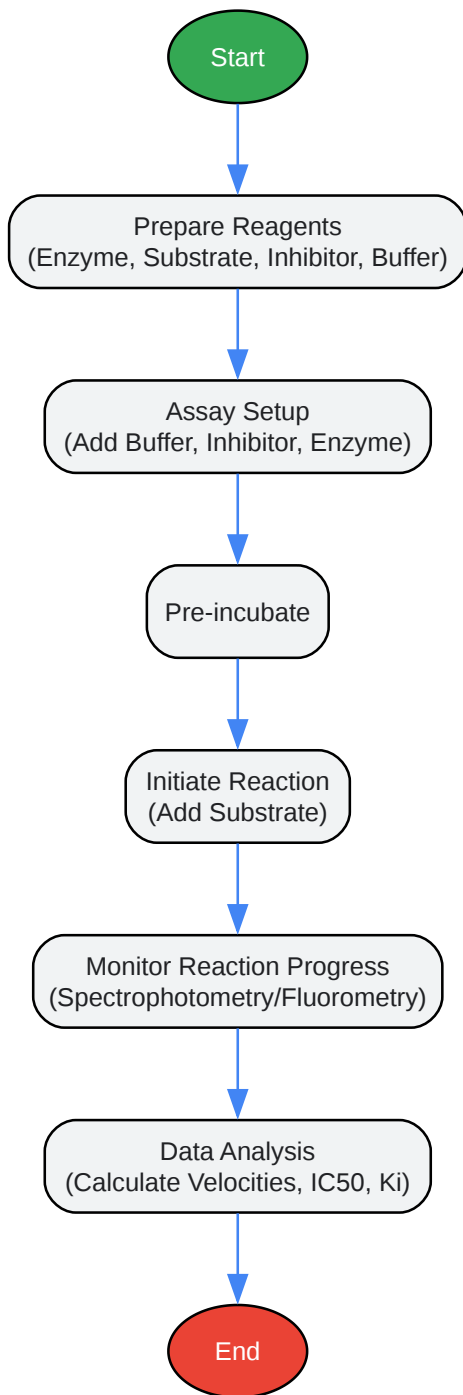 Start
Prepare Reagents
(Enzyme, Substrate, Inhibitor, Buffer)
Assay Setup
(Add Buffer, Inhibitor, Enzyme)
Pre-incubate
Initiate Reaction
(Add Substrate)
Monitor Reaction Progress
(Spectrophotometry/Fluorometry)
Data Analysis
(Calculate Velocities, IC50, Ki)
End